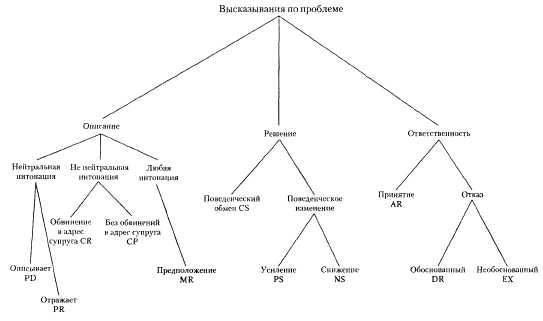 Высказывания по проблеме
Описание
Решение
Ответственность
Нейтральная
интонация
Не нейтральная
интонация
Любая
интонация
Поведенческий
обмен CS
Поведенческое
изменение
Принятие
AR
Отказ
Обвинение
в адрес
супруга CR
Без обвинений
в адрес супруга
CP
Описывает
PD
Отражает
PR
Предположение
MR
Усиление
PS
Снижение
NS
Обоснованный
DR
Необоснованный
EX